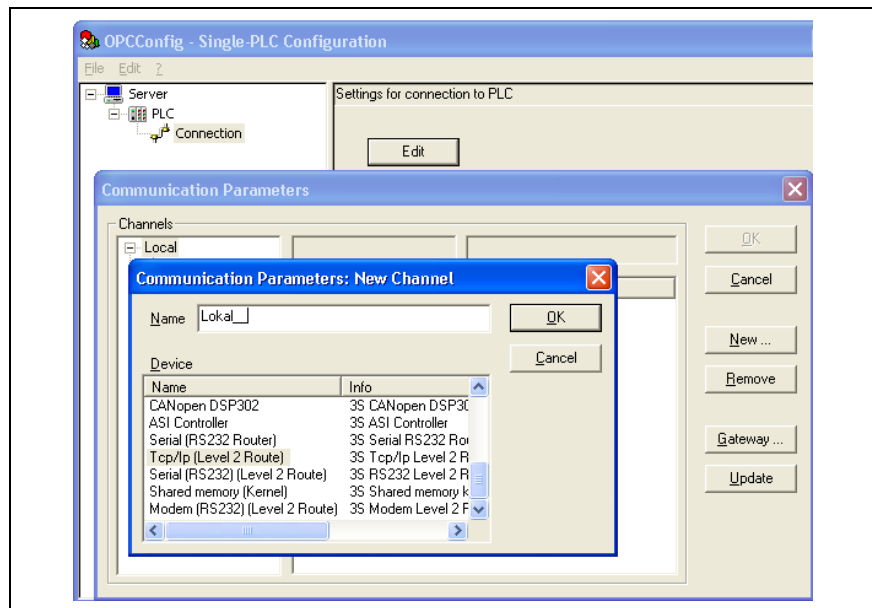 OPCConfig - Single-PLC Configuration
File Edit ?
Server
PLC
Connection
Settings for connection to PLC
Edit
Communication Parameters
Channels
Local
OK
Cancel
New ...
Remove
Gateway ...
Update
Communication Parameters: New Channel
Name Lokal__
OK
Cancel
Device
Name Info
CANopen DSP302 3S CANopen DSP30
ASI Controller 3S ASI Controller
Serial (RS232 Router) 3S Serial RS232 Rou
Tcp/Ip (Level 2 Route) 3S Tcp/Ip Level 2 R
Serial (RS232) (Level 2 Route) 3S RS232 Level 2 R
Shared memory (Kernel) 3S Shared memory k
Modem (RS232) (Level 2 Route) 3S Modem Level 2 F